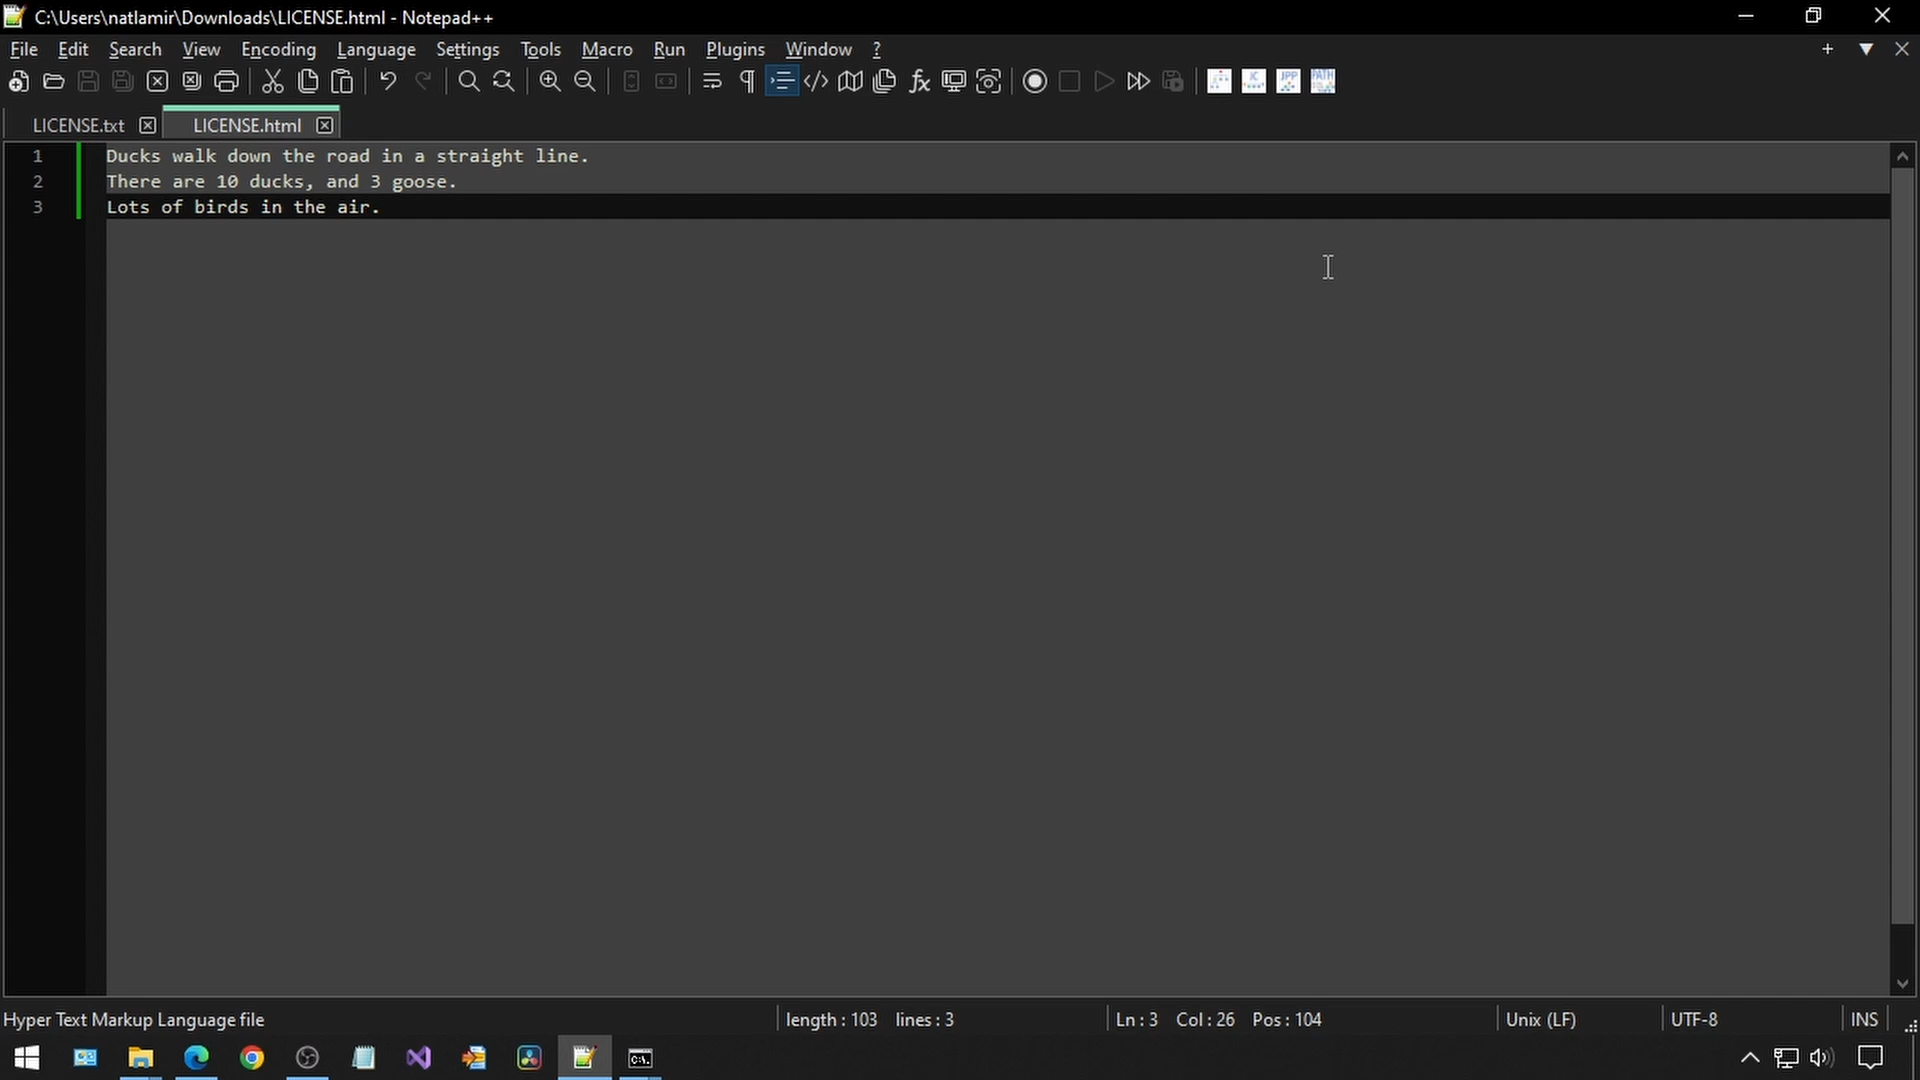 C:\Users\natlamir\Downloads\LICENSE.html - Notepad++
File Edit Search View Encoding Language Settings Tools Macro Run Plugins Window ?
LICENSE.txt LICENSE.html
1 Ducks walk down the road in a straight line.
2 There are 10 ducks, and 3 goose.
3 Lots of birds in the air.
Hyper Text Markup Language file length : 103 lines : 3 Ln : 3 Col : 26 Pos : 104 Unix (LF) UTF-8 INS